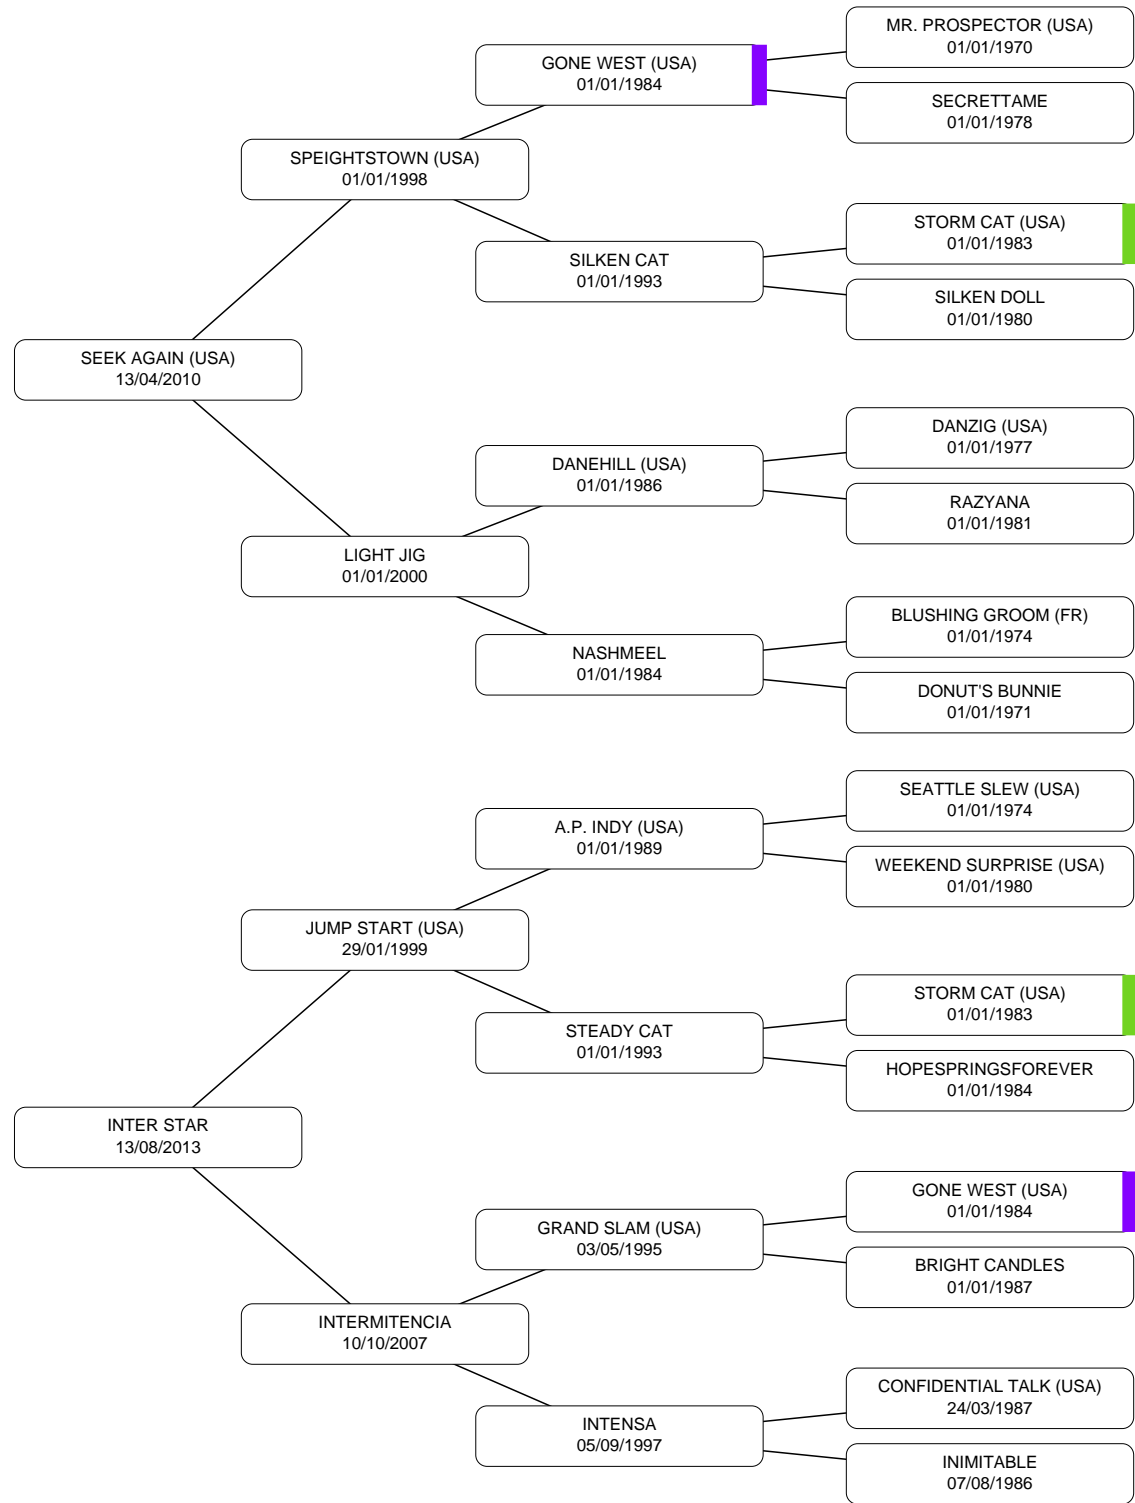 MR. PROSPECTOR (USA)
01/01/1970
GONE WEST (USA)
01/01/1984
SECRETTAME
01/01/1978
SPEIGHTSTOWN (USA)
01/01/1998
STORM CAT (USA)
01/01/1983
SILKEN CAT
01/01/1993
SILKEN DOLL
01/01/1980
SEEK AGAIN (USA)
13/04/2010
DANZIG (USA)
01/01/1977
DANEHILL (USA)
01/01/1986
RAZYANA
01/01/1981
LIGHT JIG
01/01/2000
BLUSHING GROOM (FR)
01/01/1974
NASHMEEL
01/01/1984
DONUT'S BUNNIE
01/01/1971
SEATTLE SLEW (USA)
01/01/1974
A.P. INDY (USA)
01/01/1989
WEEKEND SURPRISE (USA)
01/01/1980
JUMP START (USA)
29/01/1999
STORM CAT (USA)
01/01/1983
STEADY CAT
01/01/1993
HOPESPRINGSFOREVER
01/01/1984
INTER STAR
13/08/2013
GONE WEST (USA)
01/01/1984
GRAND SLAM (USA)
03/05/1995
BRIGHT CANDLES
01/01/1987
INTERMITENCIA
10/10/2007
CONFIDENTIAL TALK (USA)
24/03/1987
INTENSA
05/09/1997
INIMITABLE
07/08/1986